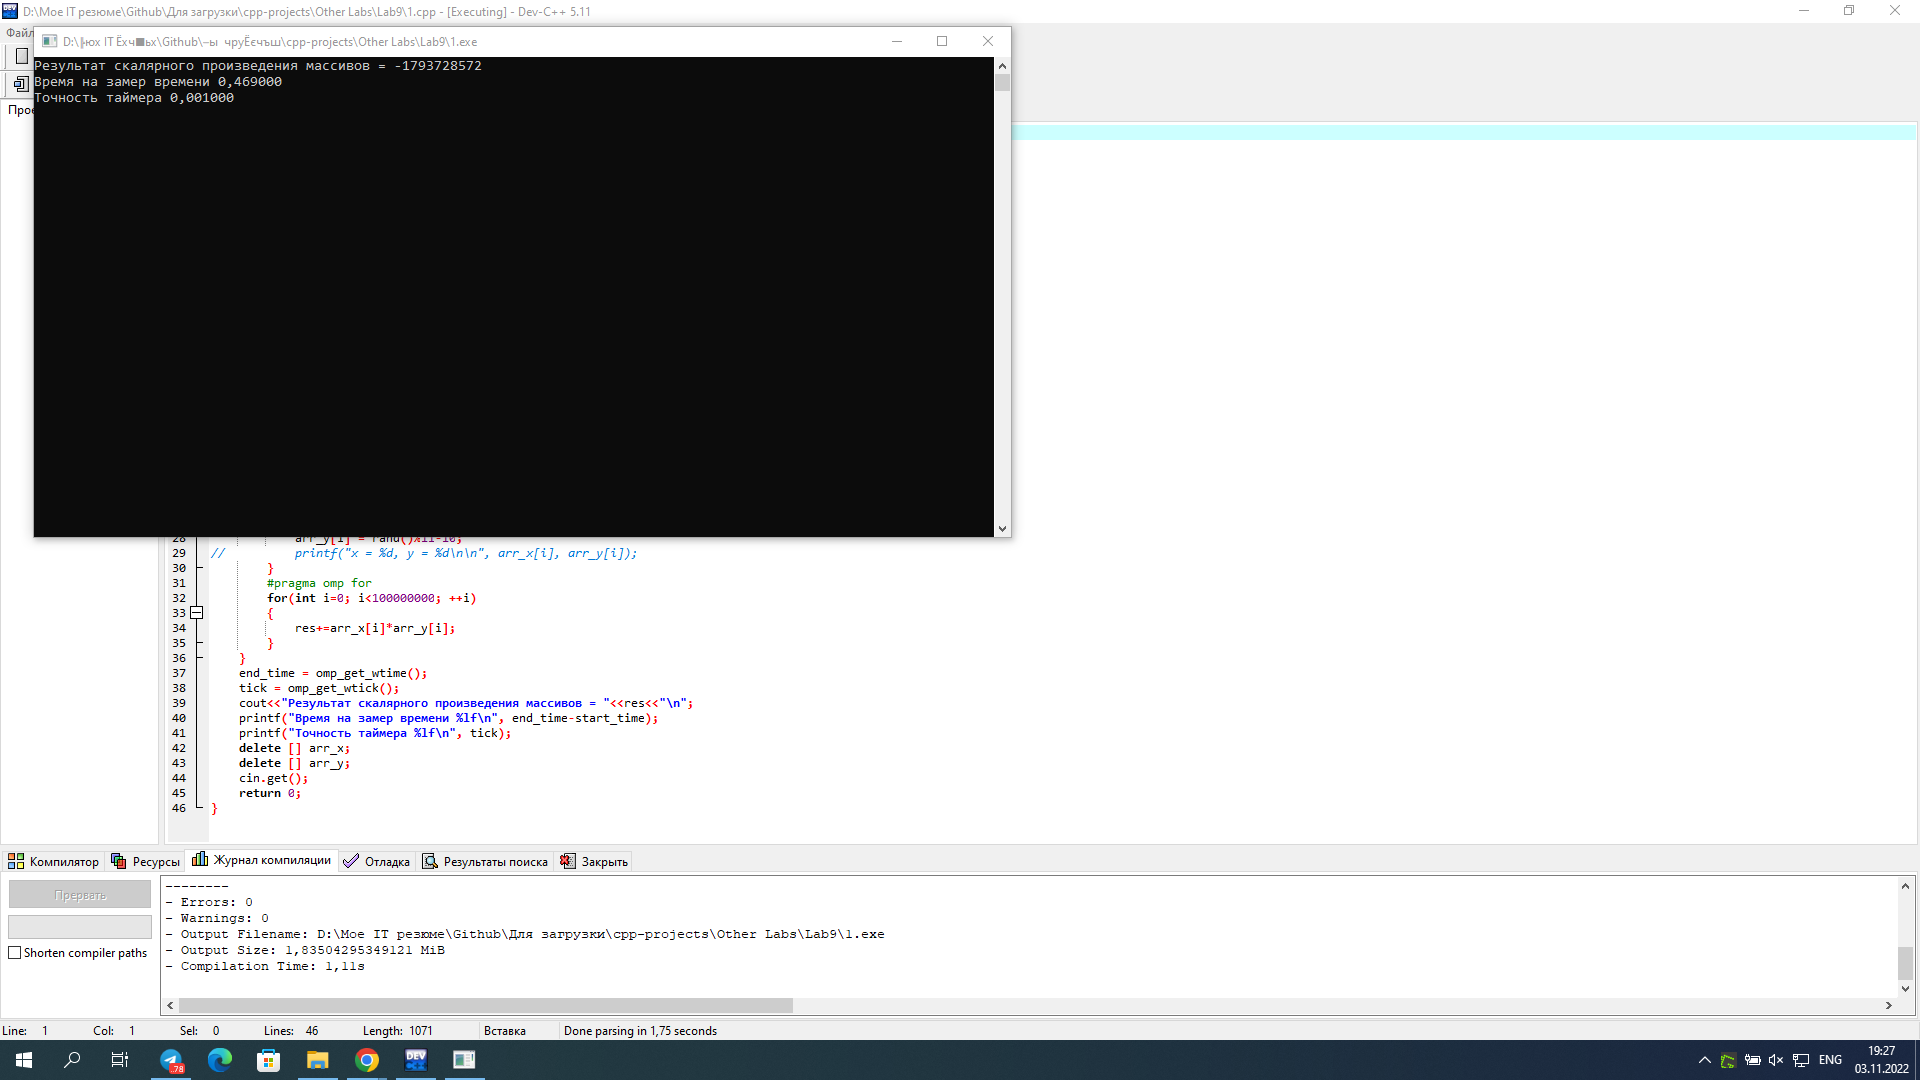 D:\Мое IT резюме\Github\Для загрузки\cpp-projects\Other Labs\Lab9\1.cpp - [Executing] - Dev-C++ 5.11
Файл
D:\╠юх IT Ёхч■ьх\Github\─ы  чруЁєчъш\cpp-projects\Other Labs\Lab9\1.exe
Результат скалярного произведения массивов = -1793728572
Время на замер времени 0,469000
Точность таймера 0,001000
Прое
28 arr_y[i] = rand()%11-10;
29 // printf("x = %d, y = %d\n\n", arr_x[i], arr_y[i]);
30 }
31 #pragma omp for
32 for(int i=0; i<100000000; ++i)
33 {
34 res+=arr_x[i]*arr_y[i];
35 }
36 }
37 end_time = omp_get_wtime();
38 tick = omp_get_wtick();
39 cout<<"Результат скалярного произведения массивов = "<<res<<"\n";
40 printf("Время на замер времени %lf\n", end_time-start_time);
41 printf("Точность таймера %lf\n", tick);
42 delete [] arr_x;
43 delete [] arr_y;
44 cin.get();
45 return 0;
46 }
Компилятор Ресурсы Журнал компиляции Отладка Результаты поиска Закрыть
Прервать
Shorten compiler paths
--------
- Errors: 0
- Warnings: 0
- Output Filename: D:\Мое IT резюме\Github\Для загрузки\cpp-projects\Other Labs\Lab9\1.exe
- Output Size: 1,83504295349121 MiB
- Compilation Time: 1,11s
Line: 1 Col: 1 Sel: 0 Lines: 46 Length: 1071 Вставка Done parsing in 1,75 seconds
.78
DEV
ENG
19:27
03.11.2022